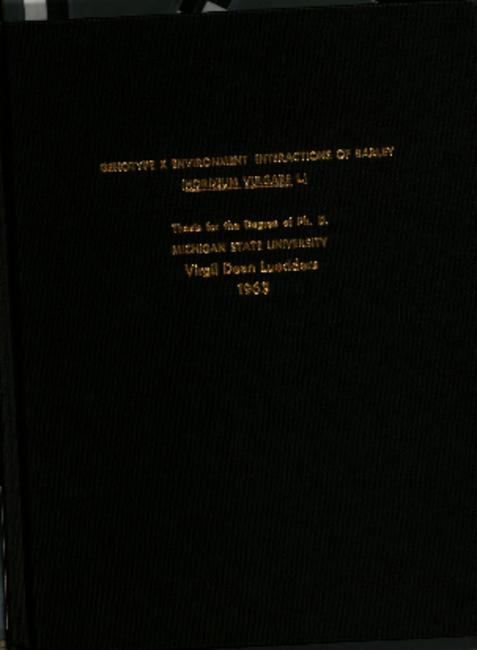 GENOTYPE X ENVIRONMENT INTERACTIONS OF BARLEY
(HORDEUM VULGARE L.)
Thesis for the Degree of Ph. D.
MICHIGAN STATE UNIVERSITY
Virgil Dean Luedders
1963